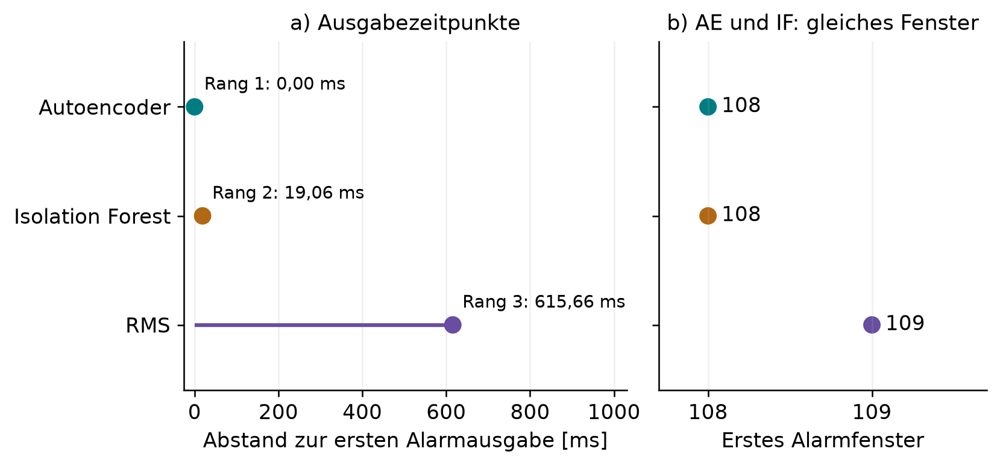 a) Ausgabezeitpunkte
Autoencoder
Rang 1: 0,00 ms
Isolation Forest
Rang 2: 19,06 ms
RMS
Rang 3: 615,66 ms
0 200 400 600 800 1000
Abstand zur ersten Alarmausgabe [ms]
b) AE und IF: gleiches Fenster
108
108
109
108 109
Erstes Alarmfenster